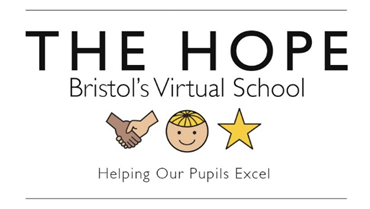 THE HOPE
Bristol's Virtual School
Helping Our Pupils Excel